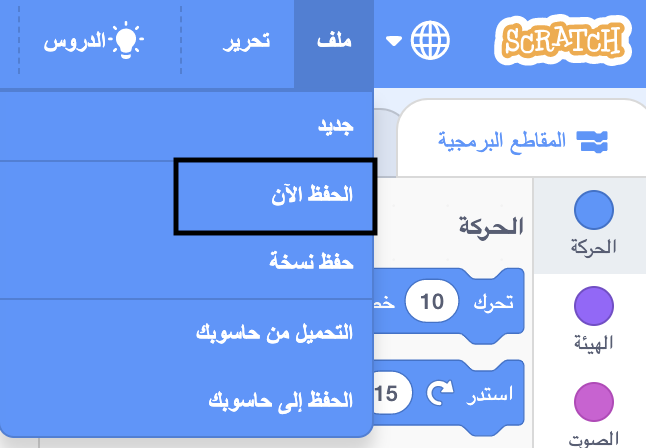 SCRATCH
ملف
تحرير
الدروس
جديد
الحفظ الآن
حفظ نسخة
التحميل من حاسوبك
الحفظ إلى حاسوبك
المقاطع البرمجية
الحركة
الهيئة
الصوت
الحركة
تحرك 10
استدر 15